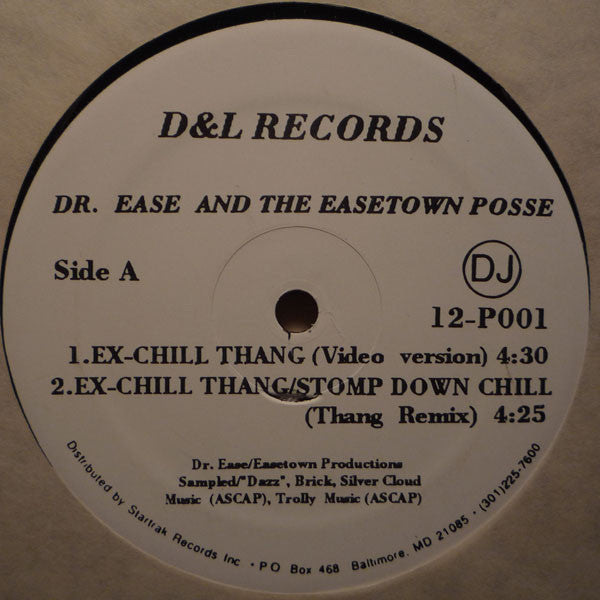 D&L RECORDS
DR. EASE AND THE EASETOWN POSSE
Side A
DJ
12-P001
1.EX-CHILL THANG (Video version) 4:30
2.EX-CHILL THANG/STOMP DOWN CHILL
(Thang Remix) 4:25
Dr. Ease/Easetown Productions
Sampled/"Dazz", Brick, Silver Cloud
Music (ASCAP), Trolly Music (ASCAP)
Distributed by Startrak Records Inc • PO Box 468 Baltimore, MD 21085 • (301)225-7600